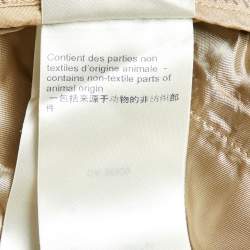 Contient des parties non
textiles d'origine animale -
contains non-textile parts of
animal origin
一包括来源于动物的非纺部
件